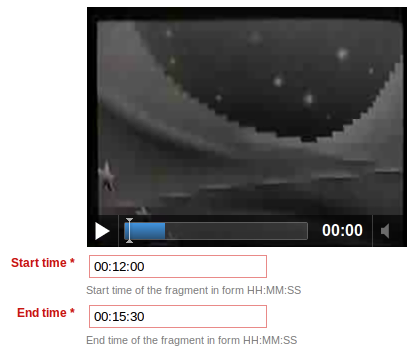 00:00
Start time *
00:12:00
Start time of the fragment in form HH:MM:SS
End time *
00:15:30
End time of the fragment in form HH:MM:SS